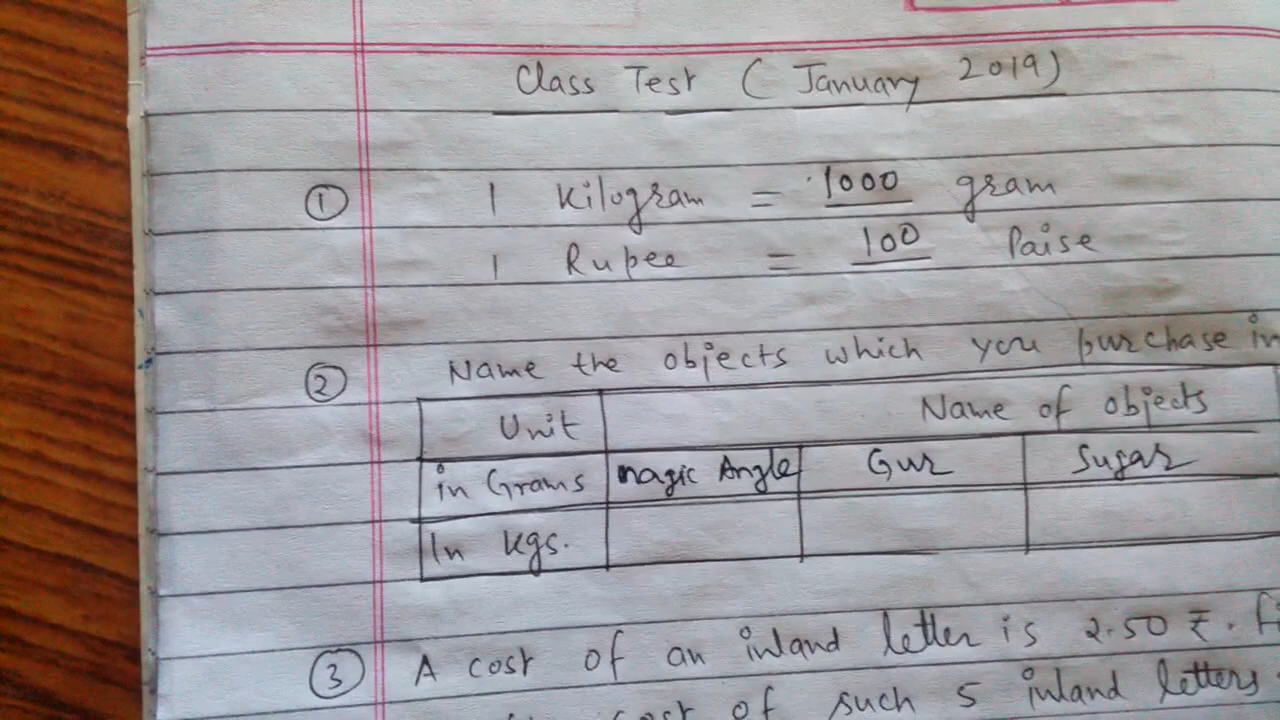 Class Test ( January 2019)
① 1 Kilogram = 1000 gram
1 Rupee = 100 Paise
② Name the objects which you purchase in
Unit Name of objects
in Grams magic Angle Gur Sugar
In kgs.
③ A cost of an inland letter is 2.50 ₹.
cost of such 5 inland letters